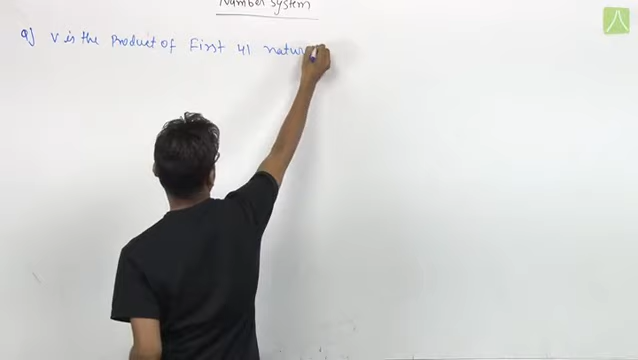 Number System
Q] V is the Product of First 41 natur